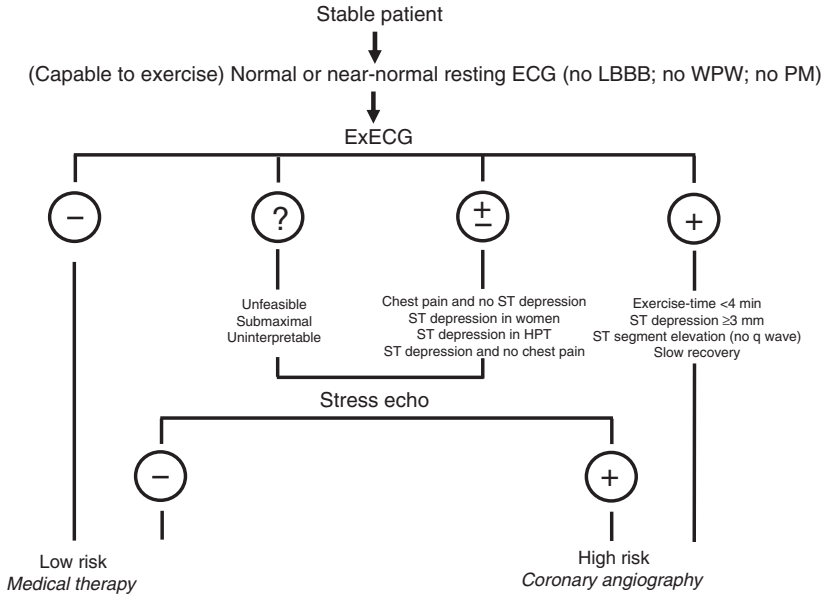 Stable patient
(Capable to exercise) Normal or near-normal resting ECG (no LBBB; no WPW; no PM)
ExECG
−
?
±
+
Unfeasible
Submaximal
Uninterpretable
Chest pain and no ST depression
ST depression in women
ST depression in HPT
ST depression and no chest pain
Exercise-time <4 min
ST depression ≥3 mm
ST segment elevation (no q wave)
Slow recovery
Stress echo
−
+
Low risk
Medical therapy
High risk
Coronary angiography